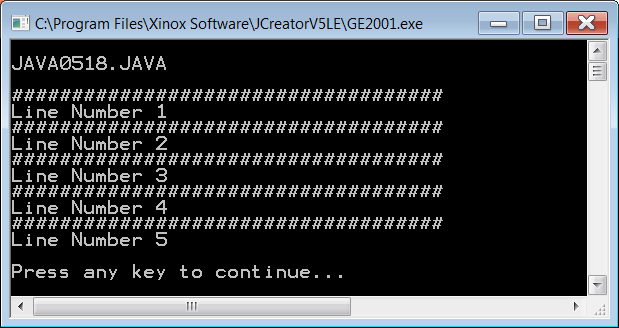 C:\Program Files\Xinox Software\JCreatorV5LE\GE2001.exe
JAVA0518.JAVA
####################################
Line Number 1
####################################
Line Number 2
####################################
Line Number 3
####################################
Line Number 4
####################################
Line Number 5
Press any key to continue...